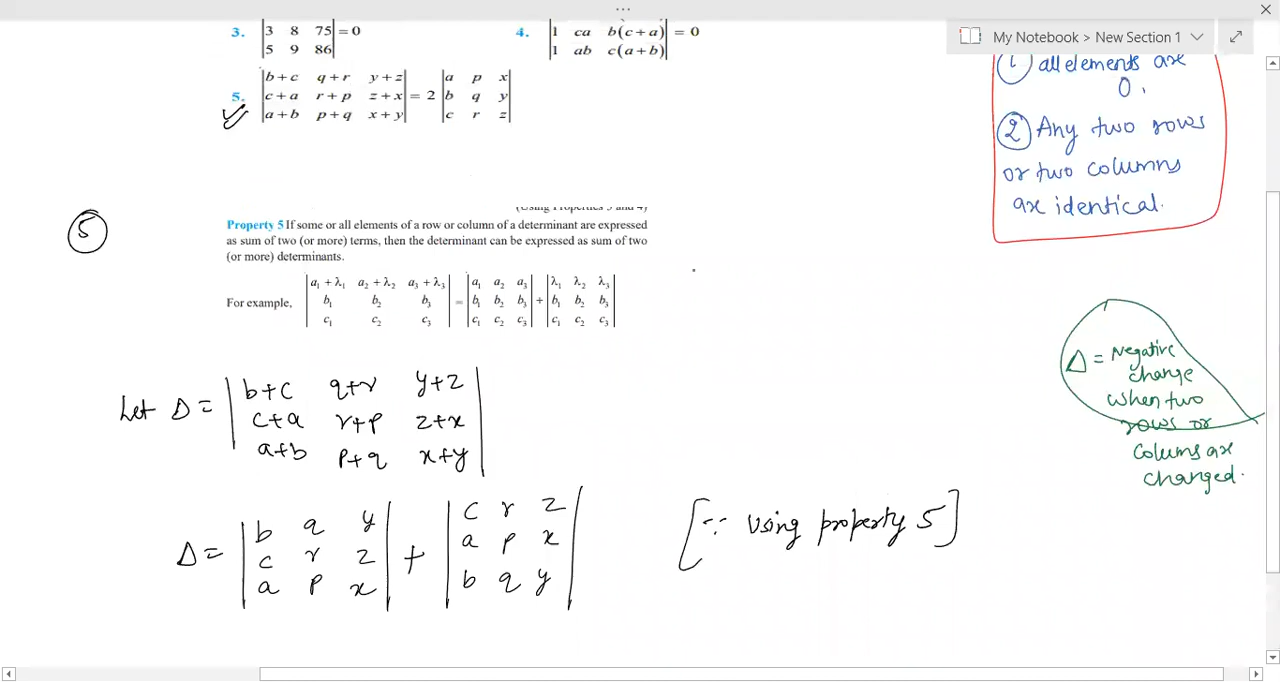 My Notebook > New Section 1
3. |3 8 75| = 0
|5 9 86|
4. |1 ca b(c+a)| = 0
|1 ab c(a+b)|
5. |b+c q+r y+z|
|c+a r+p z+x| = 2
|a+b p+q x+y|
|a p x|
|b q y|
|c r z|
① all elements are
0.
② Any two rows
or two columns
ax identical.
⑤
Property 5 If some or all elements of a row or column of a determinant are expressed
as sum of two (or more) terms, then the determinant can be expressed as sum of two
(or more) determinants.
For example,
|a₁ + λ₁ a₂ + λ₂ a₃ + λ₃|
|b₁ b₂ b₃|
|c₁ c₂ c₃|
=
|a₁ a₂ a₃|
|b₁ b₂ b₃|
|c₁ c₂ c₃|
+
|λ₁ λ₂ λ₃|
|b₁ b₂ b₃|
|c₁ c₂ c₃|
Δ = Negative
change
when two
rows or
Colums ax
changed.
Let Δ =
|b+c q+r y+z|
|c+a r+p z+x|
|a+b p+q x+y|
Δ =
|b q y|
|c r z|
|a p x|
+
|c r z|
|a p x|
|b q y|
[∵ using property 5]